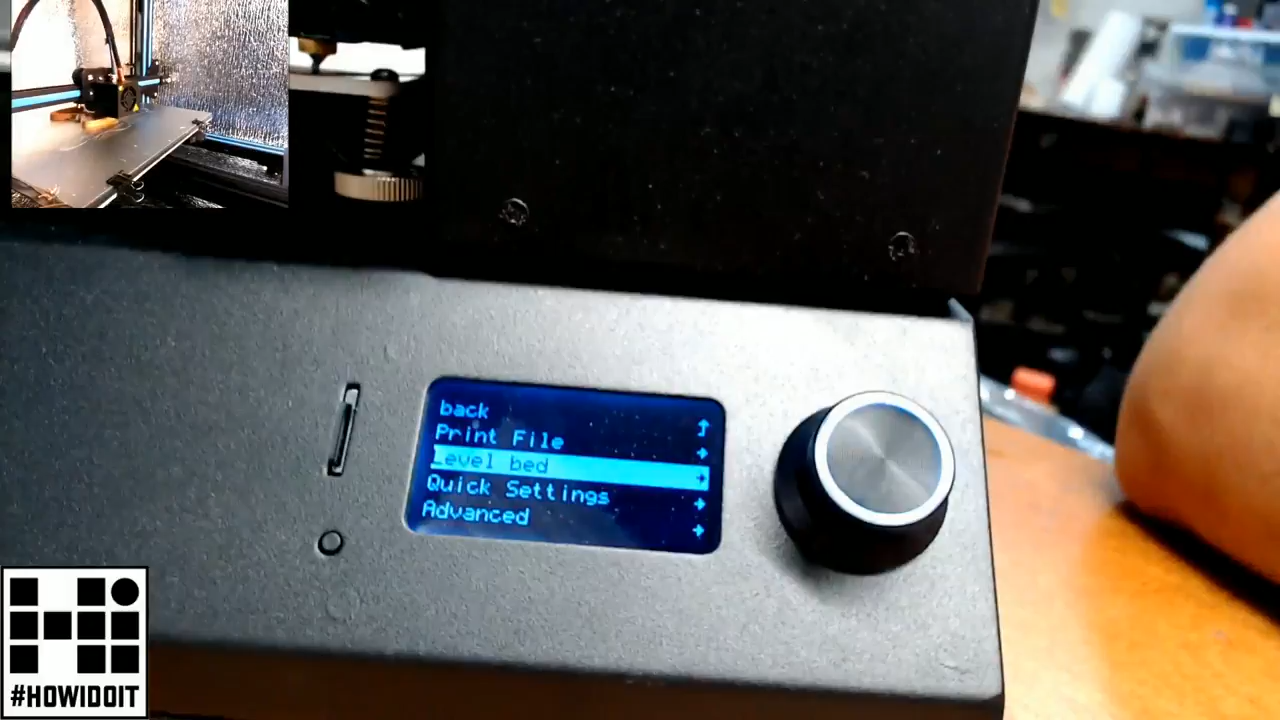 back
Print File
Level bed
Quick Settings
Advanced
#HOWIDOIT